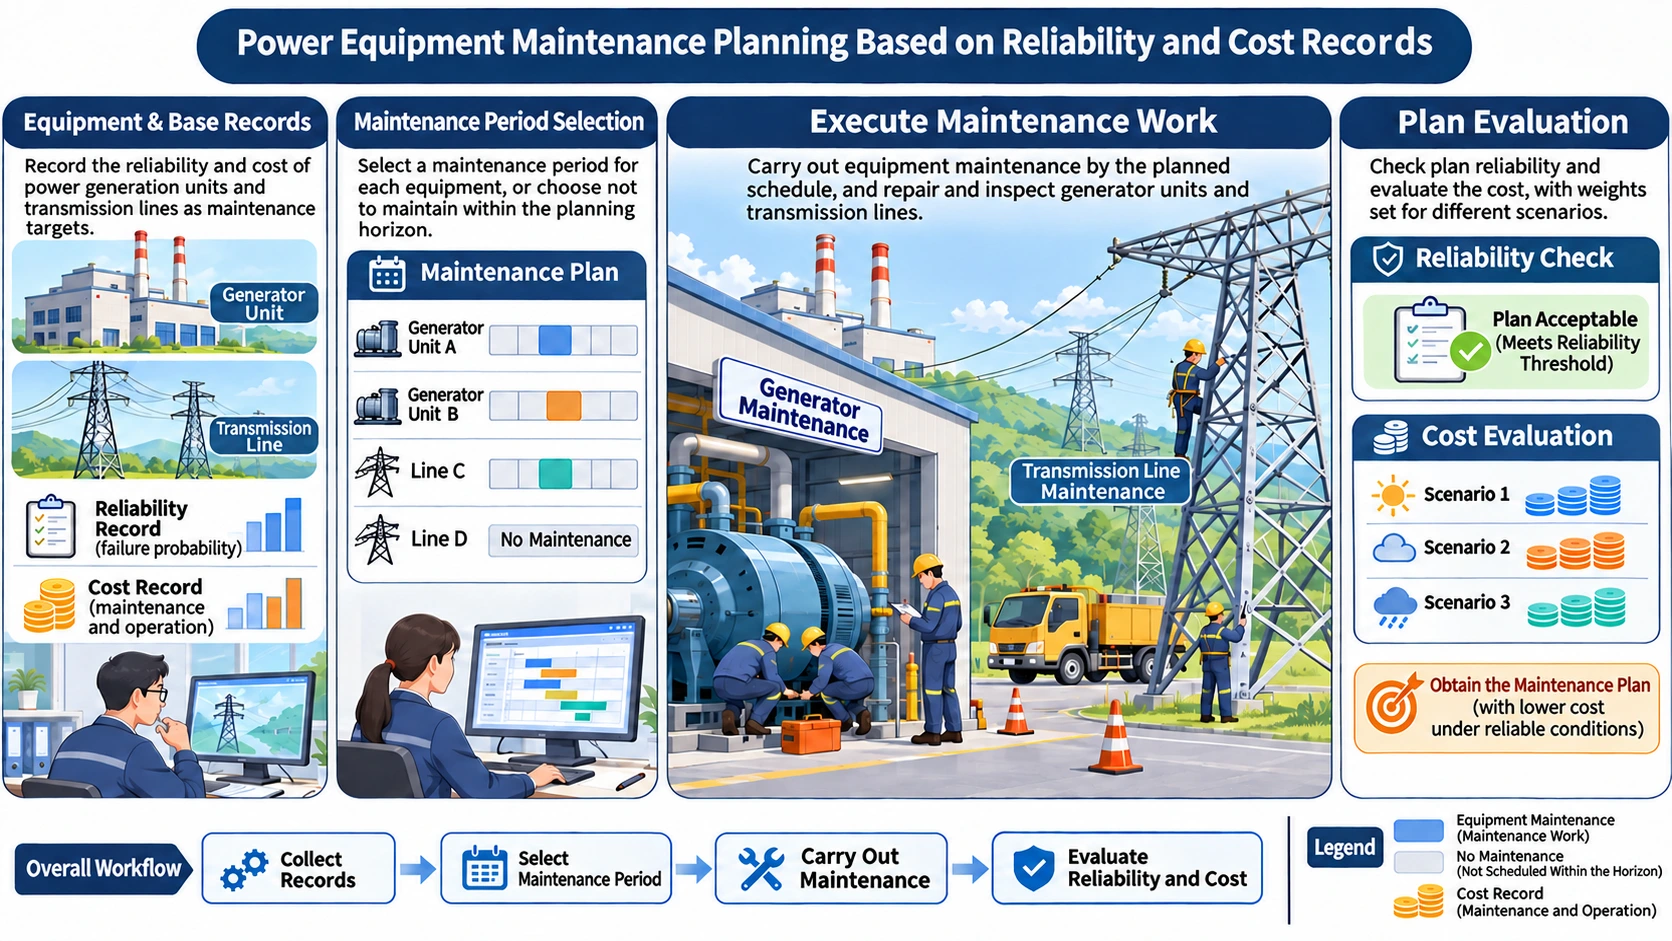 Power Equipment Maintenance Planning Based on Reliability and Cost Records
Equipment & Base Records
Record the reliability and cost of
power generation units and
transmission lines as maintenance
targets.
Generator
Unit
Transmission
Line
Reliability
Record
(failure probability)
Cost Record
(maintenance
and operation)
Maintenance Period Selection
Select a maintenance period for
each equipment, or choose not
to maintain within the planning
horizon.
Maintenance Plan
Generator
Unit A
Generator
Unit B
Line C
Line D
No Maintenance
Execute Maintenance Work
Carry out equipment maintenance by the planned
schedule, and repair and inspect generator units and
transmission lines.
Generator
Maintenance
Transmission Line
Maintenance
Plan Evaluation
Check plan reliability and
evaluate the cost, with weights
set for different scenarios.
Reliability Check
Plan Acceptable
(Meets Reliability
Threshold)
Cost Evaluation
Scenario 1
Scenario 2
Scenario 3
Obtain the Maintenance Plan
(with lower cost
under reliable conditions)
Overall Workflow
Collect
Records
Select
Maintenance Period
Carry Out
Maintenance
Evaluate
Reliability and Cost
Legend
Equipment Maintenance
(Maintenance Work)
No Maintenance
(Not Scheduled Within the Horizon)
Cost Record
(Maintenance and Operation)